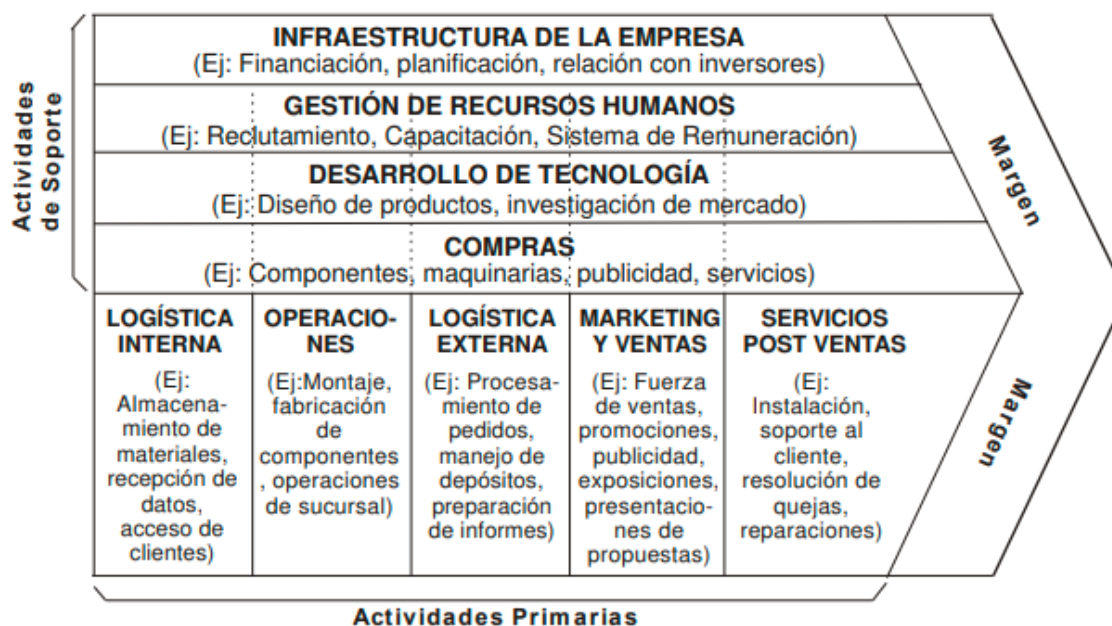 Actividades
de Soporte
INFRAESTRUCTURA DE LA EMPRESA
(Ej: Financiación, planificación, relación con inversores)
GESTIÓN DE RECURSOS HUMANOS
(Ej: Reclutamiento, Capacitación, Sistema de Remuneración)
DESARROLLO DE TECNOLOGÍA
(Ej: Diseño de productos, investigación de mercado)
COMPRAS
(Ej: Componentes, maquinarias, publicidad, servicios)
Margen
LOGÍSTICA
INTERNA
(Ej:
Almacena-
miento de
materiales,
recepción de
datos,
acceso de
clientes)
OPERACIO-
NES
(Ej:Montaje,
fabricación
de
componentes
, operaciones
de sucursal)
LOGÍSTICA
EXTERNA
(Ej: Procesa-
miento de
pedidos,
manejo de
depósitos,
preparación
de informes)
MARKETING
Y VENTAS
(Ej: Fuerza
de ventas,
promociones,
publicidad,
exposiciones,
presentacio-
nes de
propuestas)
SERVICIOS
POST VENTAS
(Ej:
Instalación,
soporte al
cliente,
resolución de
quejas,
reparaciones)
Margen
Actividades Primarias